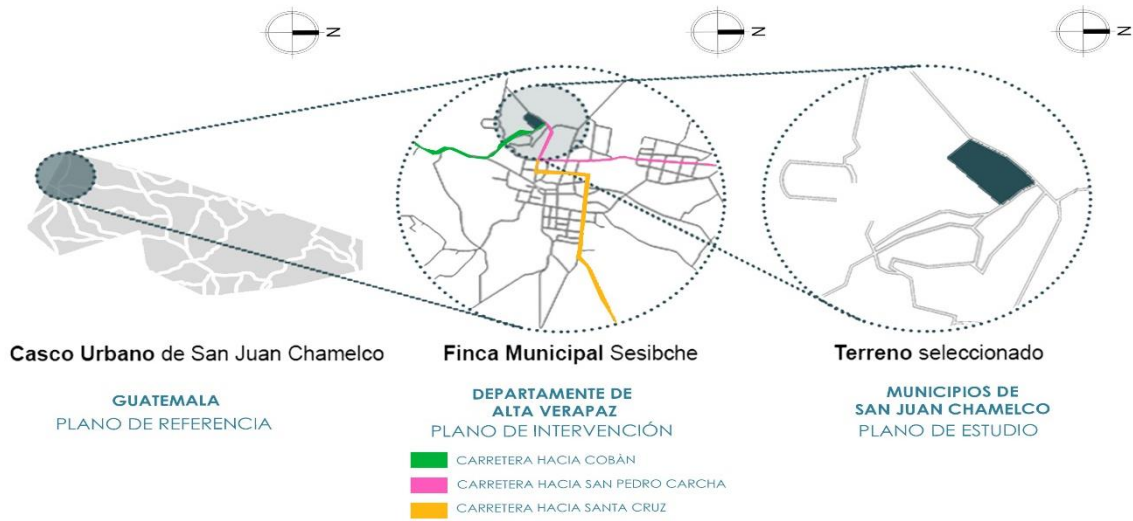 N
N
N
Casco Urbano de San Juan Chamelco
GUATEMALA
PLANO DE REFERENCIA
Finca Municipal Sesibche
DEPARTAMENTE DE
ALTA VERAPAZ
PLANO DE INTERVENCIÓN
CARRETERA HACIA COBÁN
CARRETERA HACIA SAN PEDRO CARCHA
CARRETERA HACIA SANTA CRUZ
Terreno seleccionado
MUNICIPIOS DE
SAN JUAN CHAMELCO
PLANO DE ESTUDIO